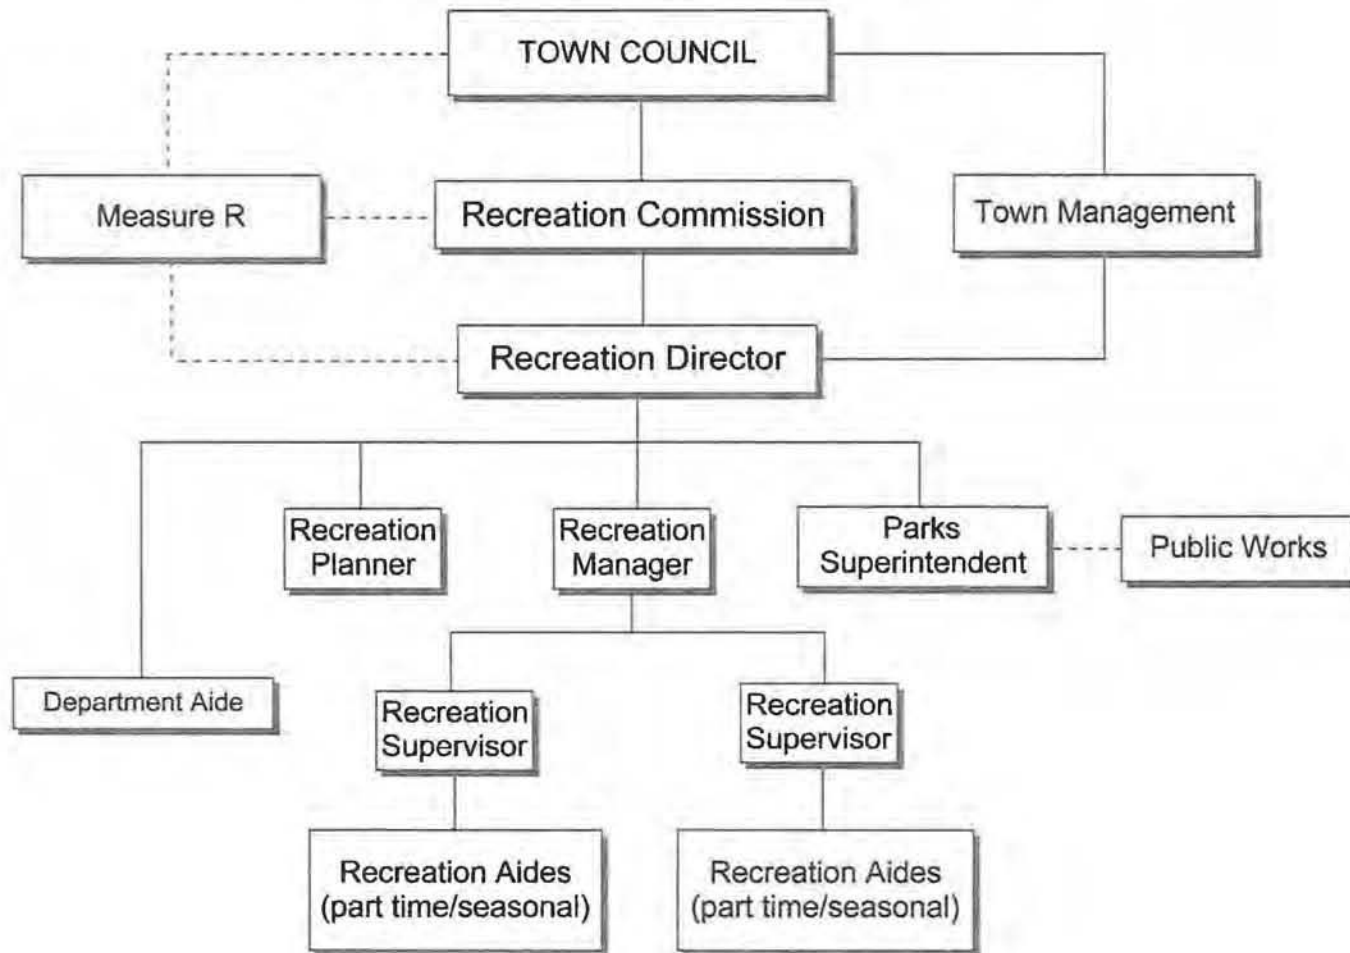 TOWN COUNCIL
Measure R
Recreation Commission
Town Management
Recreation Director
Recreation
Planner
Recreation
Manager
Parks
Superintendent
Public Works
Department Aide
Recreation
Supervisor
Recreation
Supervisor
Recreation Aides
(part time/seasonal)
Recreation Aides
(part time/seasonal)